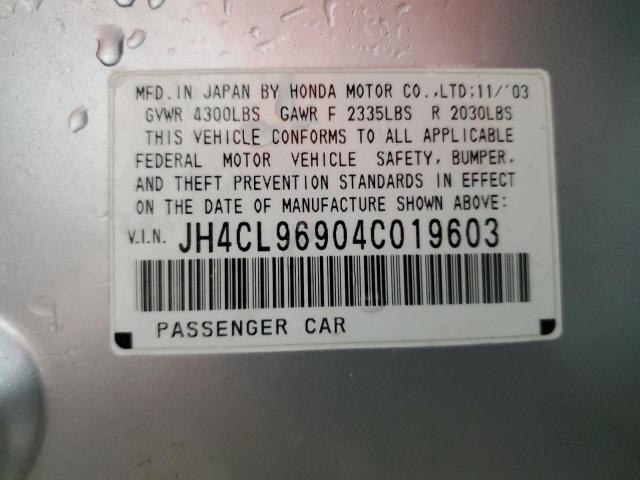 MFD. IN JAPAN BY HONDA MOTOR CO.,LTD;11/'03
GVWR 4300LBS GAWR F 2335LBS R 2030LBS
THIS VEHICLE CONFORMS TO ALL APPLICABLE
FEDERAL MOTOR VEHICLE SAFETY, BUMPER,
AND THEFT PREVENTION STANDARDS IN EFFECT
ON THE DATE OF MANUFACTURE SHOWN ABOVE:
V.I.N. JH4CL96904C019603
PASSENGER CAR